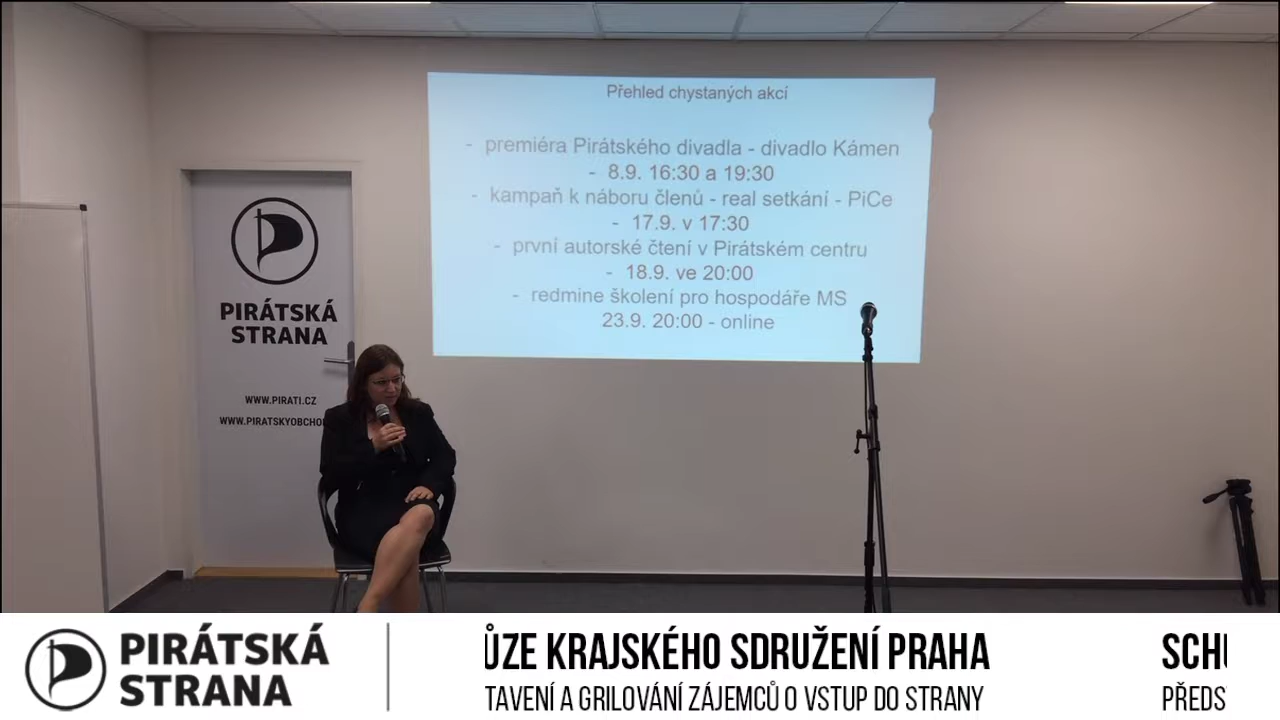 Přehled chystaných akcí
- premiéra Pirátského divadla - divadlo Kámen
- 8.9. 16:30 a 19:30
- kampaň k náboru členů - real setkání - PiCe
- 17.9. v 17:30
- první autorské čtení v Pirátském centru
- 18.9. ve 20:00
- redmine školení pro hospodáře MS
23.9. 20:00 - online
PIRÁTSKÁ
STRANA
WWW.PIRATI.CZ
WWW.PIRATSKYOBCHO
PIRÁTSKÁ
STRANA
ŮZE KRAJSKÉHO SDRUŽENÍ PRAHA
TAVENÍ A GRILOVÁNÍ ZÁJEMCŮ O VSTUP DO STRANY
SCHŮ
PŘEDS